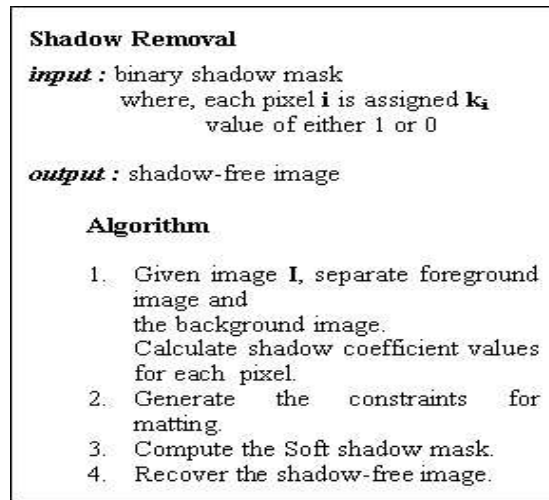 Shadow Removal
input : binary shadow mask
where, each pixel i is assigned ki
value of either 1 or 0
output : shadow-free image
Algorithm
1. Given image I, separate foreground
image and
the background image.
Calculate shadow coefficient values
for each pixel.
2. Generate the constraints for
matting.
3. Compute the Soft shadow mask.
4. Recover the shadow-free image.